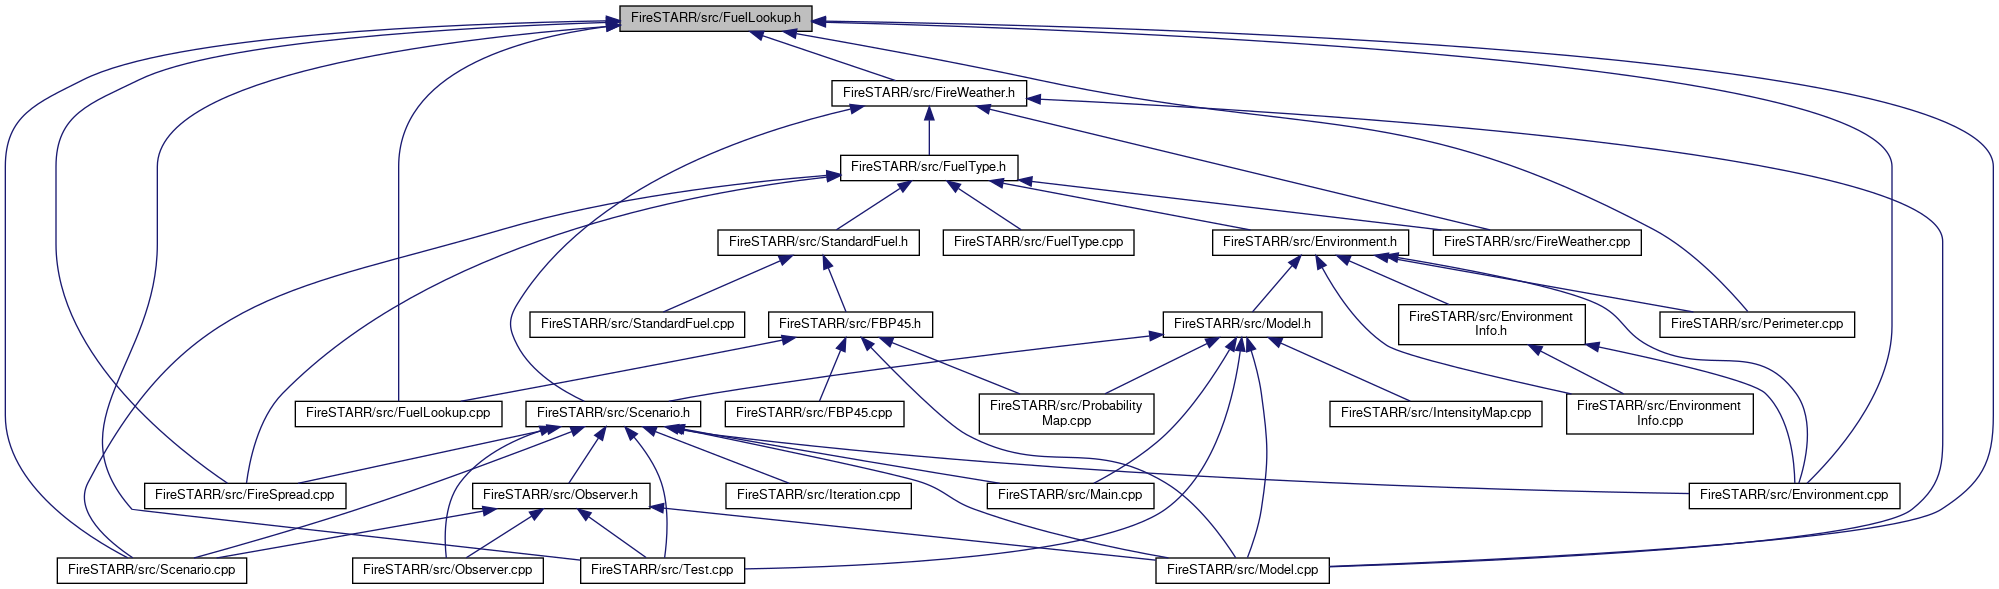 FireSTARR/src/FuelLookup.h
FireSTARR/src/FireWeather.h
FireSTARR/src/FuelType.h
FireSTARR/src/StandardFuel.h
FireSTARR/src/FuelType.cpp
FireSTARR/src/Environment.h
FireSTARR/src/FireWeather.cpp
FireSTARR/src/StandardFuel.cpp
FireSTARR/src/FBP45.h
FireSTARR/src/Model.h
FireSTARR/src/Environment
Info.h
FireSTARR/src/Perimeter.cpp
FireSTARR/src/FuelLookup.cpp
FireSTARR/src/Scenario.h
FireSTARR/src/FBP45.cpp
FireSTARR/src/Probability
Map.cpp
FireSTARR/src/IntensityMap.cpp
FireSTARR/src/Environment
Info.cpp
FireSTARR/src/FireSpread.cpp
FireSTARR/src/Observer.h
FireSTARR/src/Iteration.cpp
FireSTARR/src/Main.cpp
FireSTARR/src/Environment.cpp
FireSTARR/src/Scenario.cpp
FireSTARR/src/Observer.cpp
FireSTARR/src/Test.cpp
FireSTARR/src/Model.cpp